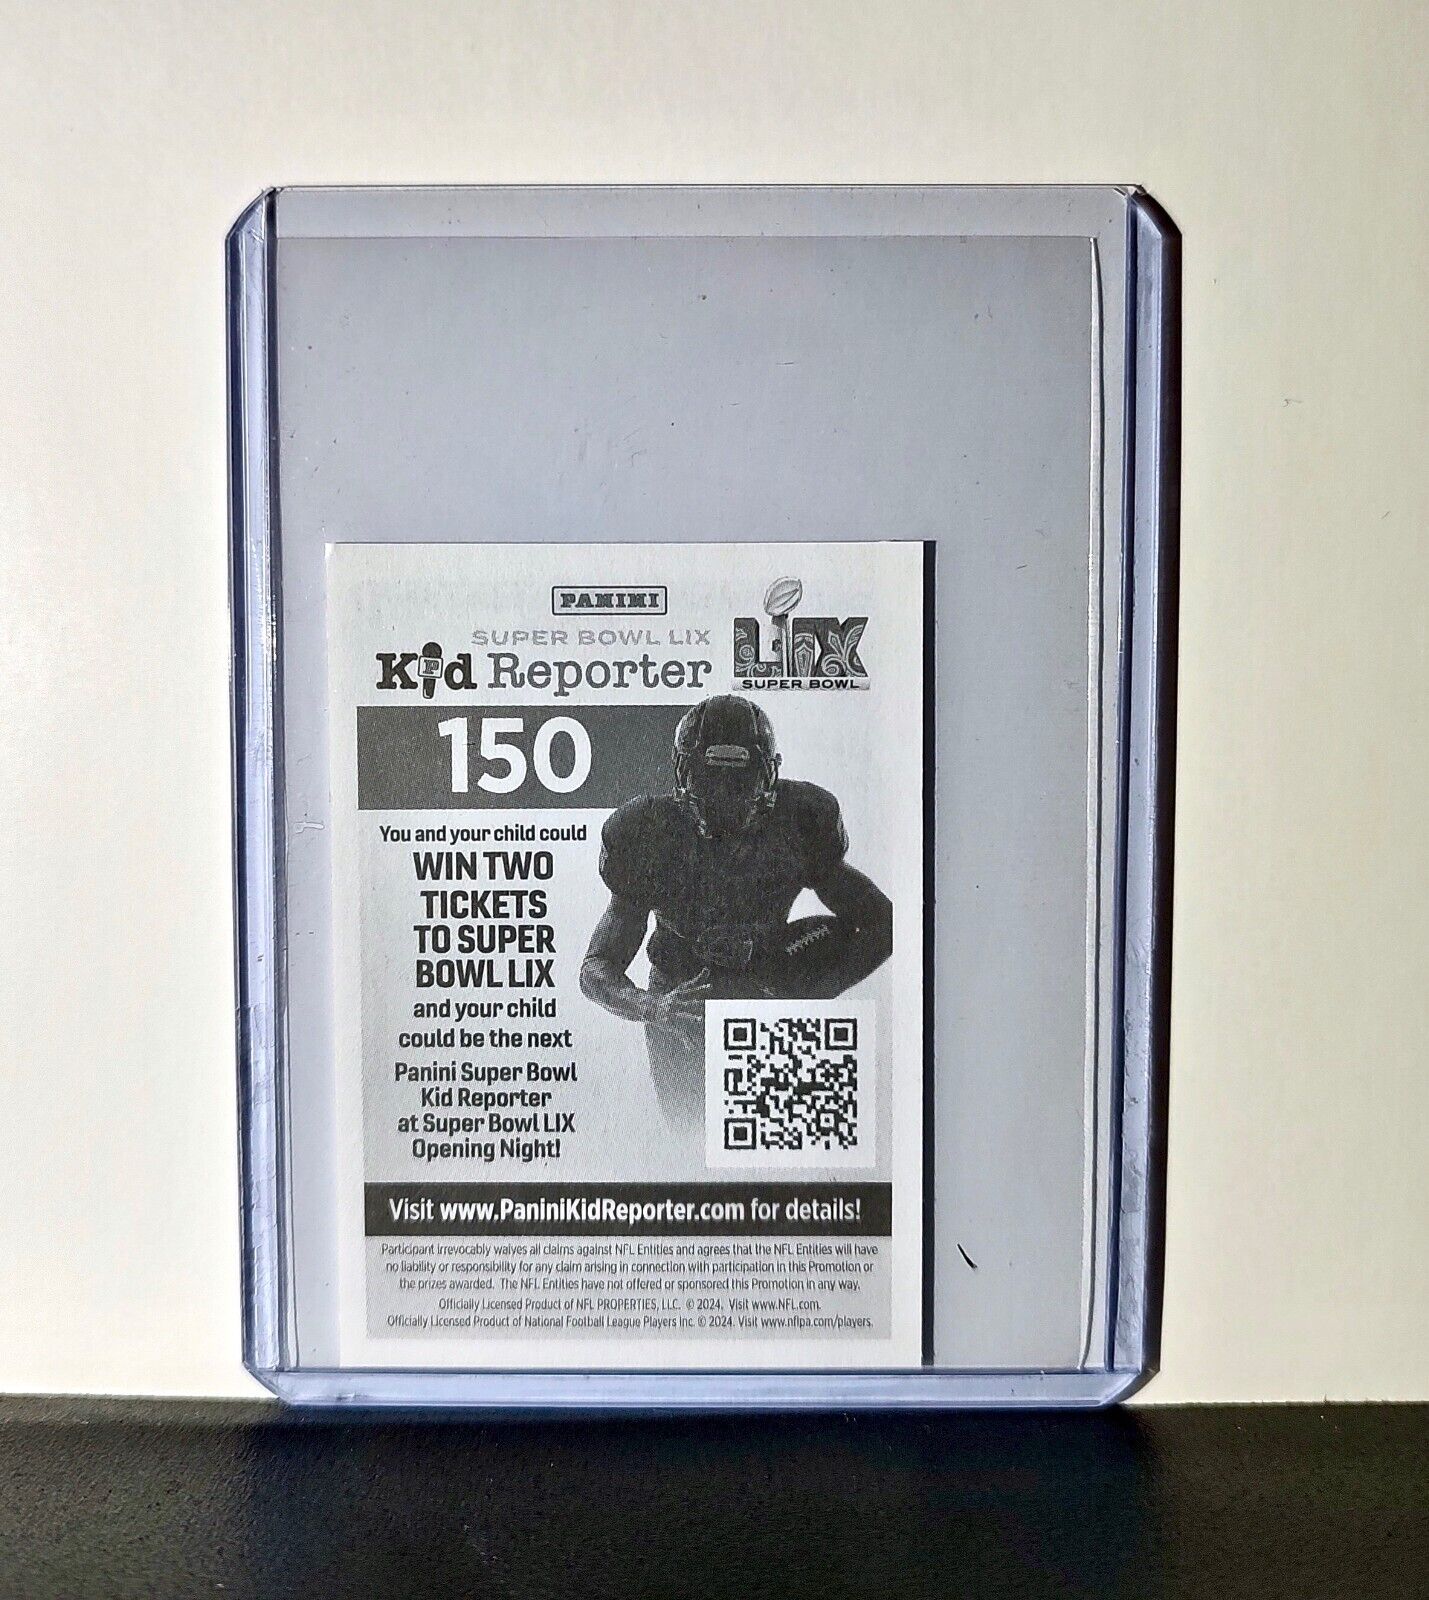 PANINI
SUPER BOWL LIX
Kid Reporter
LIX
SUPER BOWL
150
You and your child could
WIN TWO
TICKETS
TO SUPER
BOWL LIX
and your child
could be the next
Panini Super Bowl
Kid Reporter
at Super Bowl LIX
Opening Night!
Visit www.PaniniKidReporter.com for details!
Participant irrevocably waives all claims against NFL Entities and agrees that the NFL Entities will have
no liability or responsibility for any claim arising in connection with participation in this Promotion or
the prizes awarded. The NFL Entities have not offered or sponsored this Promotion in any way.
Officially Licensed Product of NFL PROPERTIES, LLC. © 2024. Visit www.NFL.com.
Officially Licensed Product of National Football League Players Inc. © 2024. Visit www.nflpa.com/players.